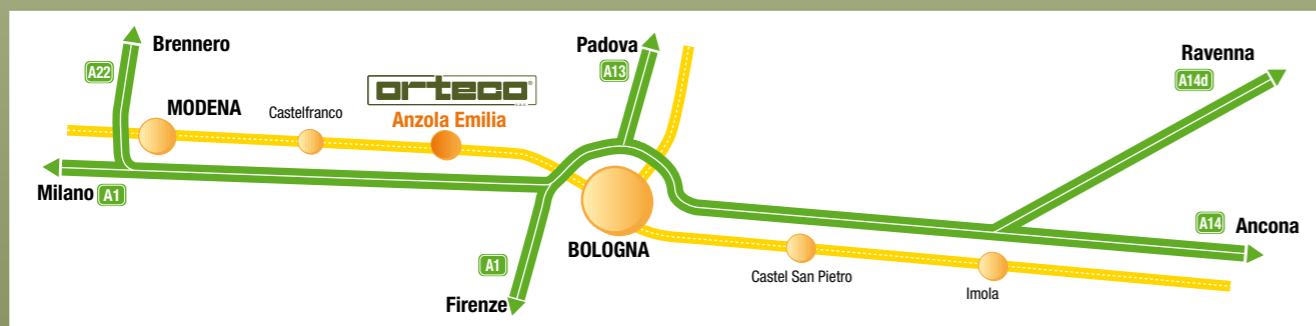 Brennero
A22
MODENA
Castelfranco
orteco
Anzola Emilia
Padova
A13
Ravenna
A14d
Milano
A1
A1
Firenze
BOLOGNA
Castel San Pietro
Imola
A14
Ancona